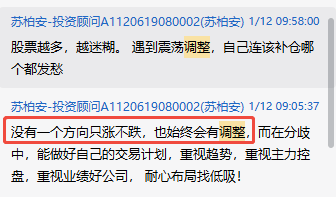 苏柏安-投资顾问A1120619080002(苏柏安) 1/12 09:58:00
股票越多，越迷糊。 遇到震荡调整，自己连该补仓哪
个都发愁
苏柏安-投资顾问A1120619080002(苏柏安) 1/12 09:05:37
没有一个方向只涨不跌，也始终会有调整，而在分歧
中，能做好自己的交易计划，重视趋势，重视主力控
盘，重视业绩好公司， 耐心布局找低吸！